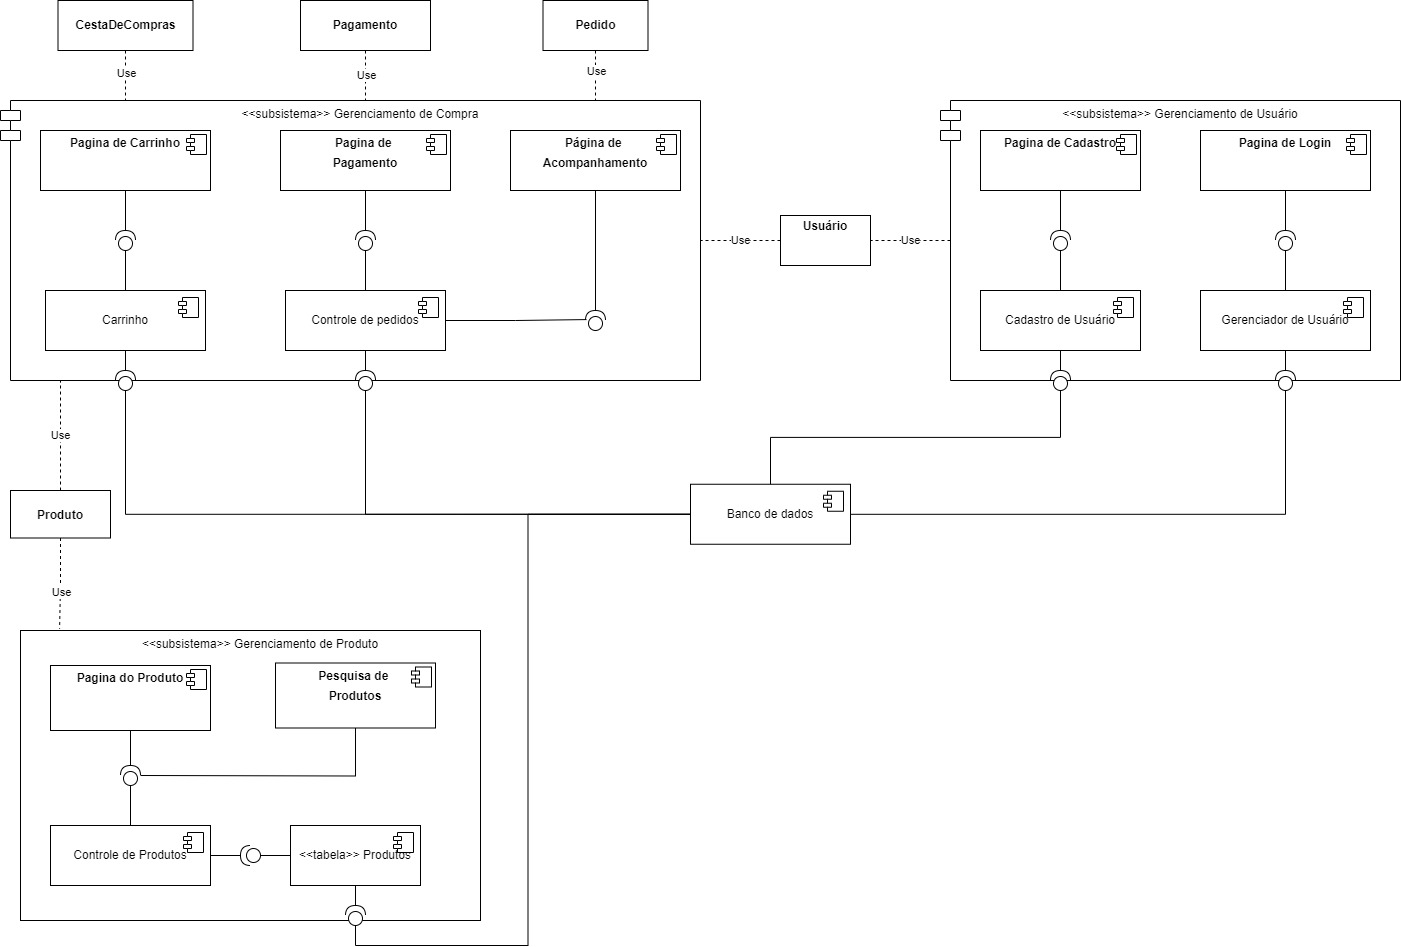 CestaDeCompras
Pagamento
Pedido
Use
Use
Use
<<subsistema>> Gerenciamento de Compra
<<subsistema>> Gerenciamento de Usuário
Pagina de Carrinho
Pagina de
Pagamento
Página de
Acompanhamento
Pagina de Cadastro
Pagina de Login
Usuário
Use
Use
Carrinho
Controle de pedidos
Cadastro de Usuário
Gerenciador de Usuário
Use
Produto
Banco de dados
Use
<<subsistema>> Gerenciamento de Produto
Pagina do Produto
Pesquisa de
Produtos
Controle de Produtos
<<tabela>> Produtos